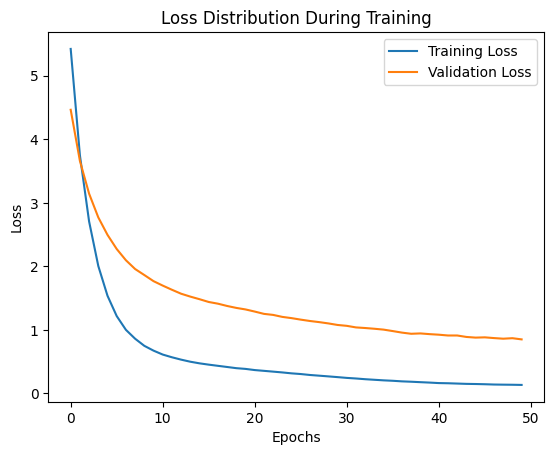 Loss Distribution During Training
Training Loss
Validation Loss
Loss
5
4
3
2
1
0
0 10 20 30 40 50
Epochs